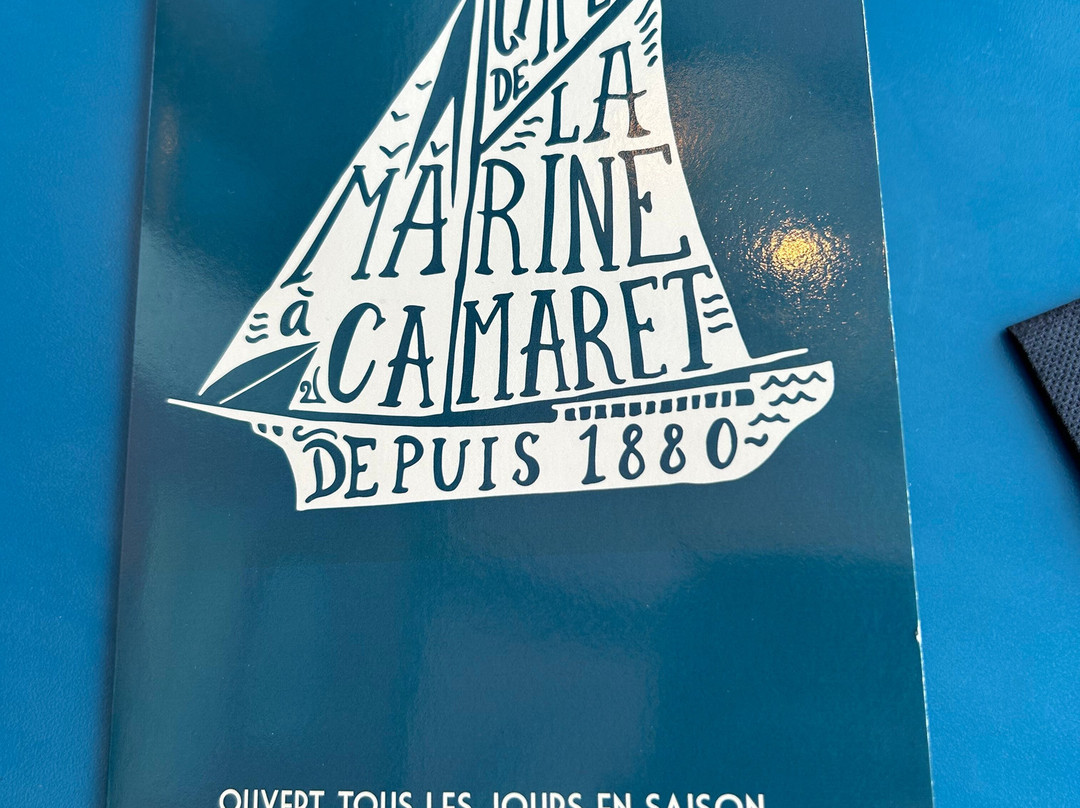 DE
LA
MARINE
à CAMARET
DEPUIS 1880
OUVERT TOUS LES JOURS EN SAISON